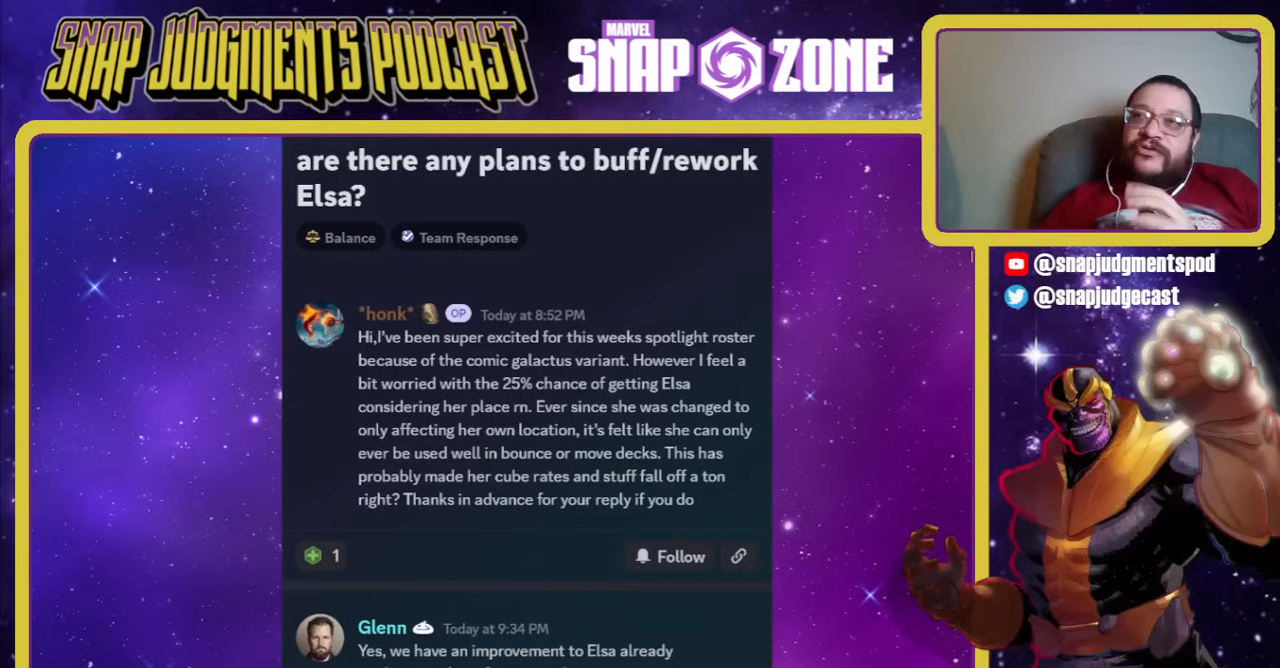 SNAP JUDGMENTS PODCAST
MARVEL
SNAP ZONE
are there any plans to buff/rework
Elsa?
Balance
Team Response
*honk* OP Today at 8:52 PM
Hi,I've been super excited for this weeks spotlight roster
because of the comic galactus variant. However I feel a
bit worried with the 25% chance of getting Elsa
considering her place rn. Ever since she was changed to
only affecting her own location, it's felt like she can only
ever be used well in bounce or move decks. This has
probably made her cube rates and stuff fall off a ton
right? Thanks in advance for your reply if you do
1
Follow
Glenn Today at 9:34 PM
Yes, we have an improvement to Elsa already
@snapjudgmentspod
@snapjudgecast